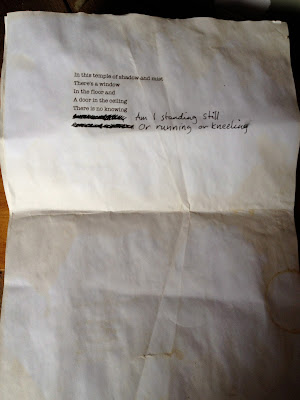 In this temple of shadow and rust
There's a window
In the floor and
A door in the ceiling
There is no knowing
Am I standing still
Or running or kneeling